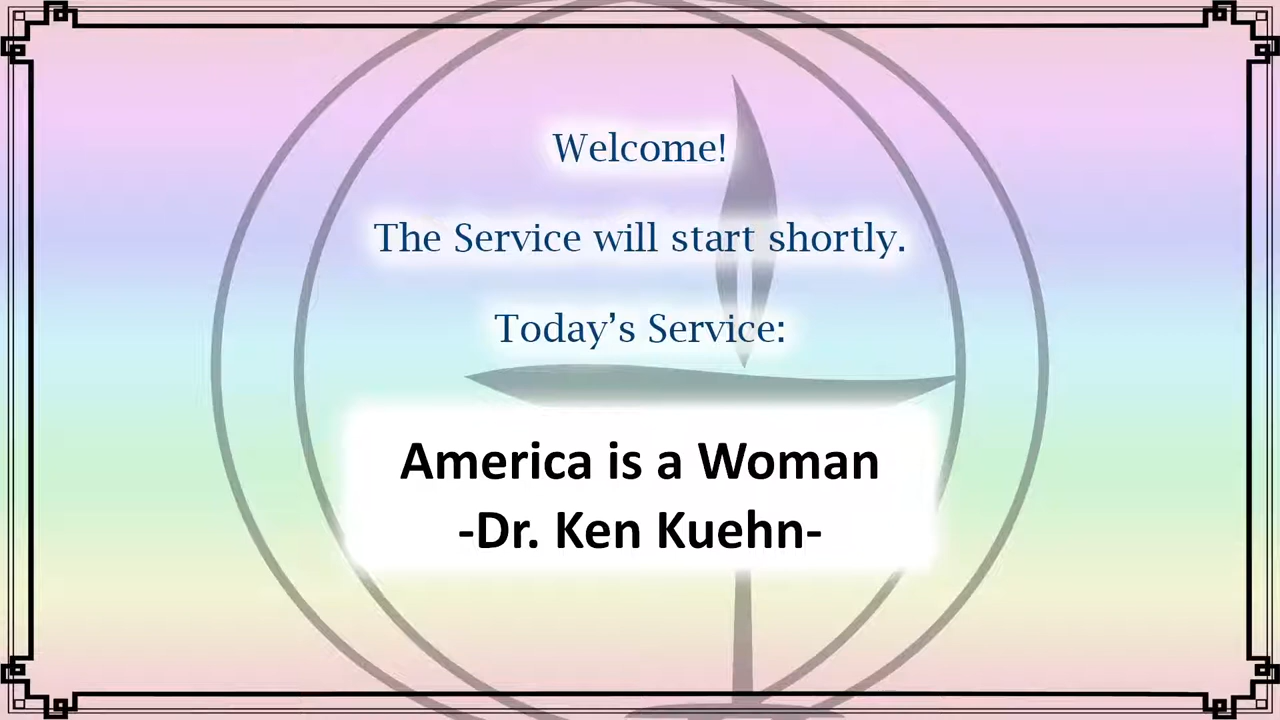 Welcome!
The Service will start shortly.
Today’s Service:
America is a Woman
-Dr. Ken Kuehn-